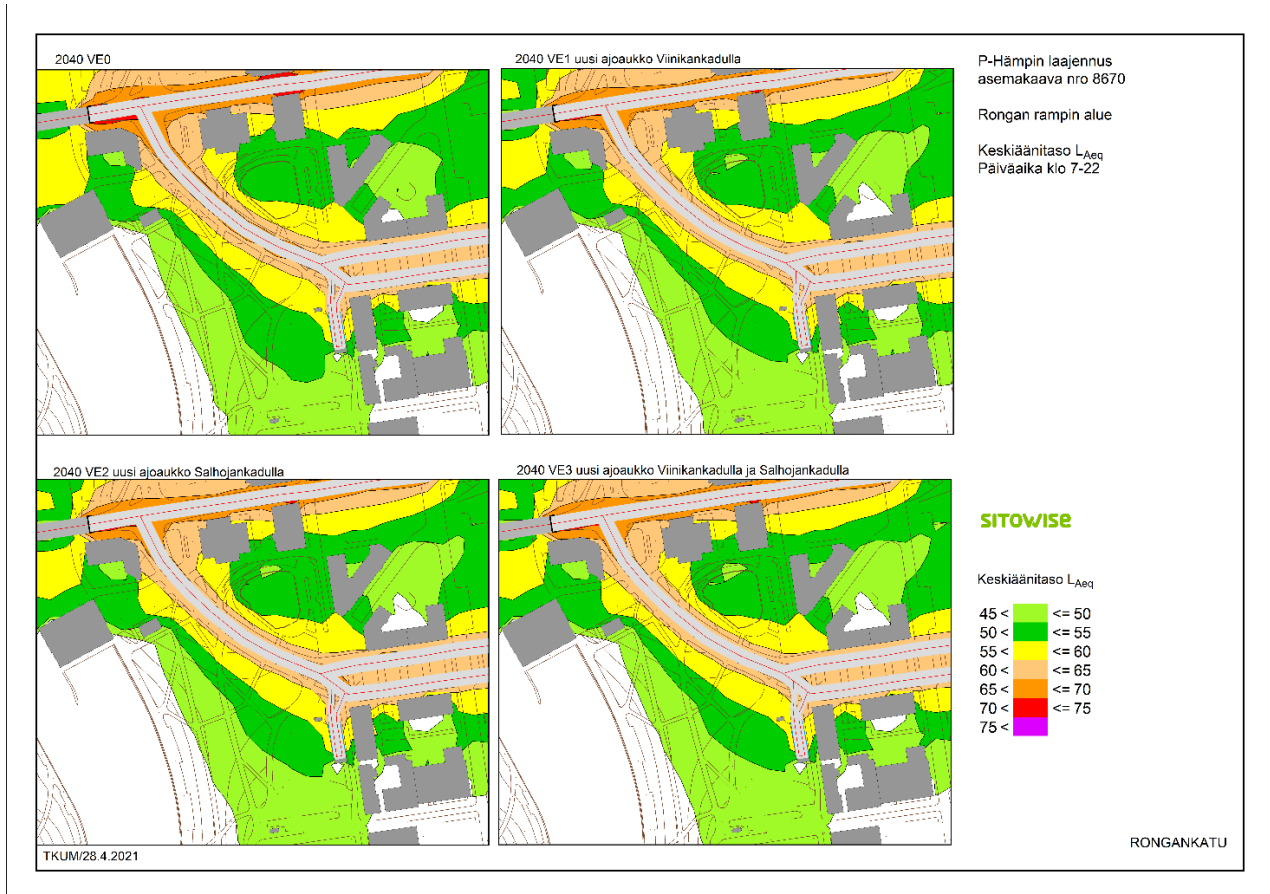 2040 VE0
2040 VE1 uusi ajoaukko Viinikankadulla
P-Hämpin laajennus
asemakaava nro 8670
Rongan rampin alue
Keskiäänitaso LAeq
Päiväaika klo 7-22
2040 VE2 uusi ajoaukko Salhojankadulla
2040 VE3 uusi ajoaukko Viinikankadulla ja Salhojankadulla
sitowise
Keskiäänitaso LAeq
45 < <= 50
50 < <= 55
55 < <= 60
60 < <= 65
65 < <= 70
70 < <= 75
75 <
RONGANKATU
TKUM/28.4.2021